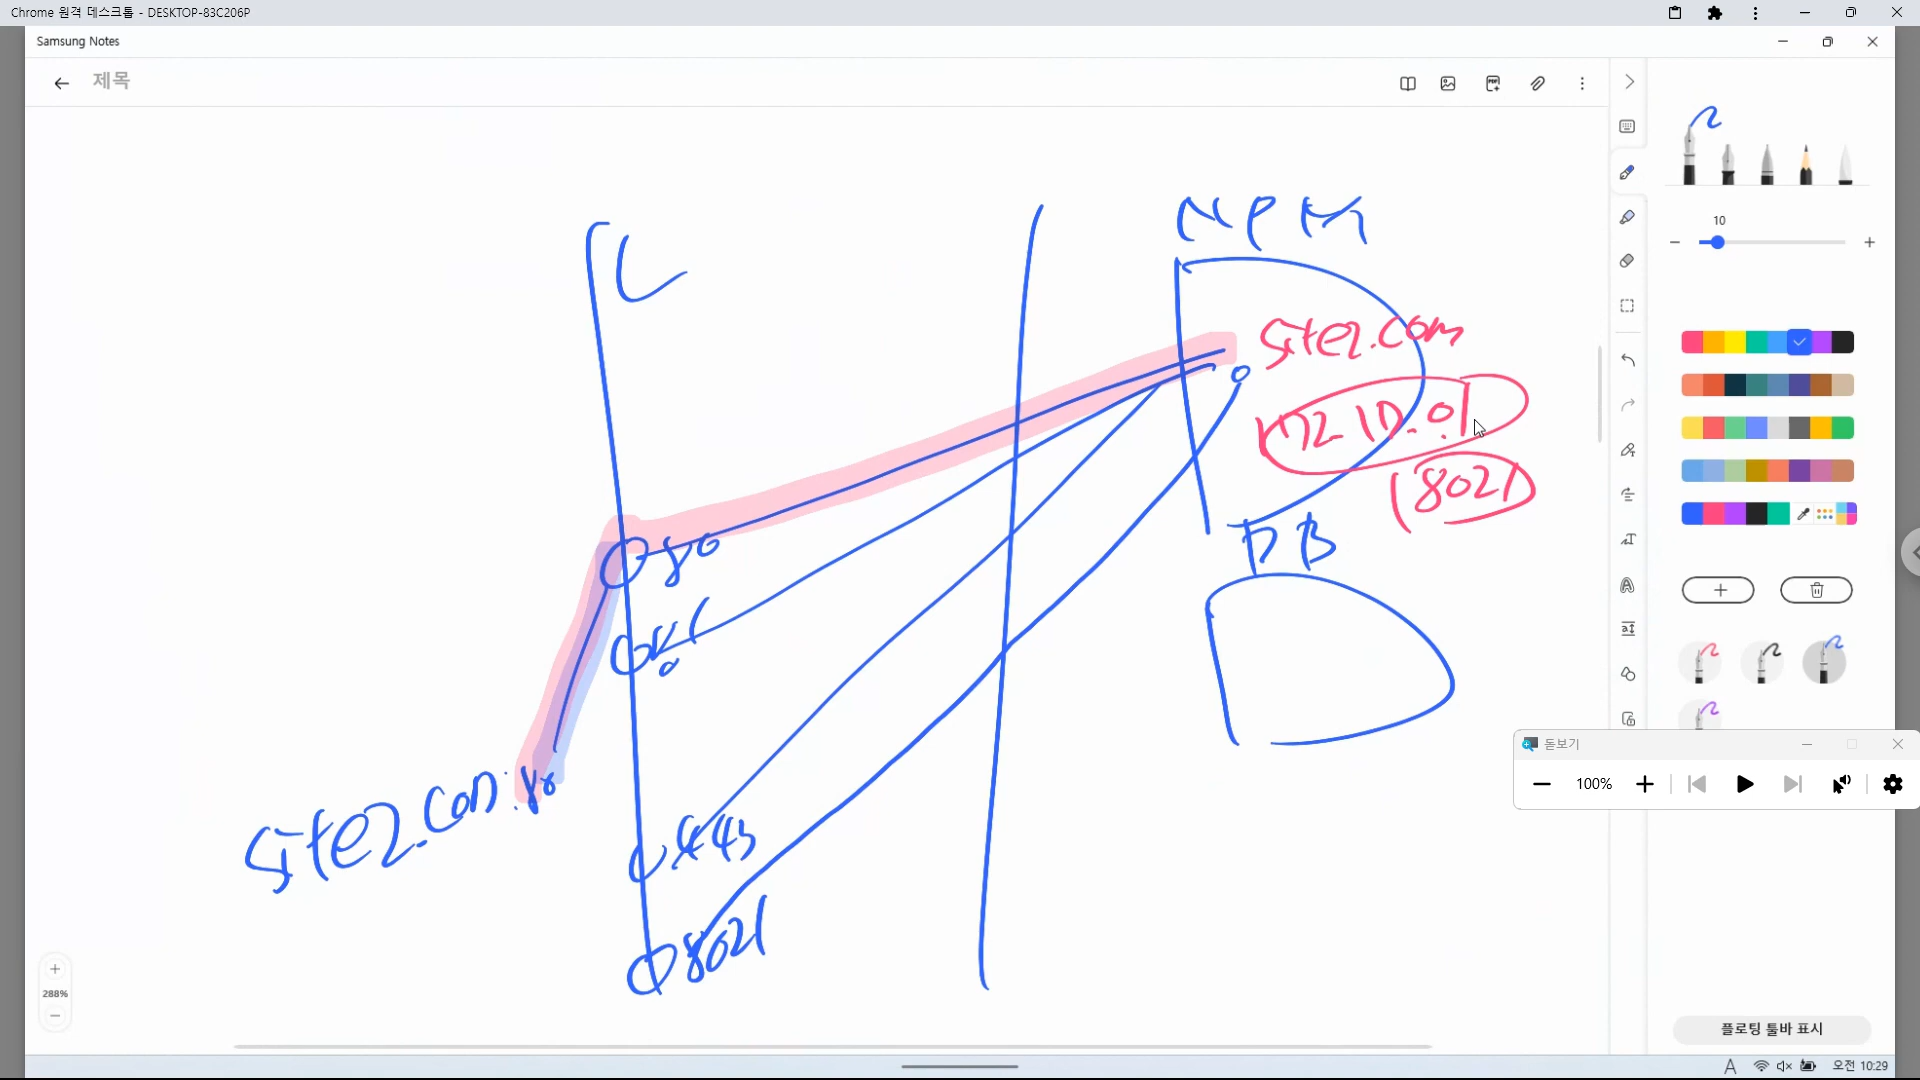 Chrome 원격 데스크톱 - DESKTOP-83C206P
Samsung Notes
제목
10
NPM
C
site2.com
172.17.0.1
8021
80
81
DB
443
site2.com:80
8021
돋보기
100%
288%
플로팅 툴바 표시
A
오전 10:29